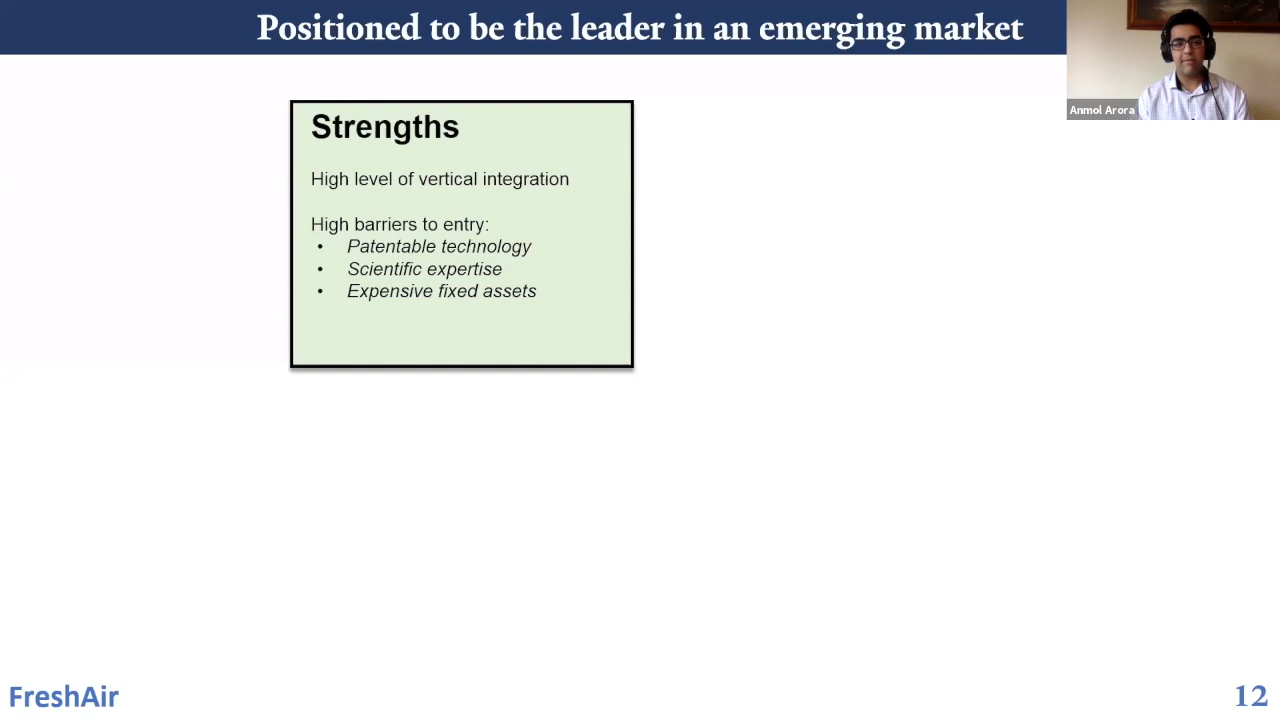 Positioned to be the leader in an emerging market
Anmol Arora
Strengths
High level of vertical integration
High barriers to entry:
• Patentable technology
• Scientific expertise
• Expensive fixed assets
FreshAir
12